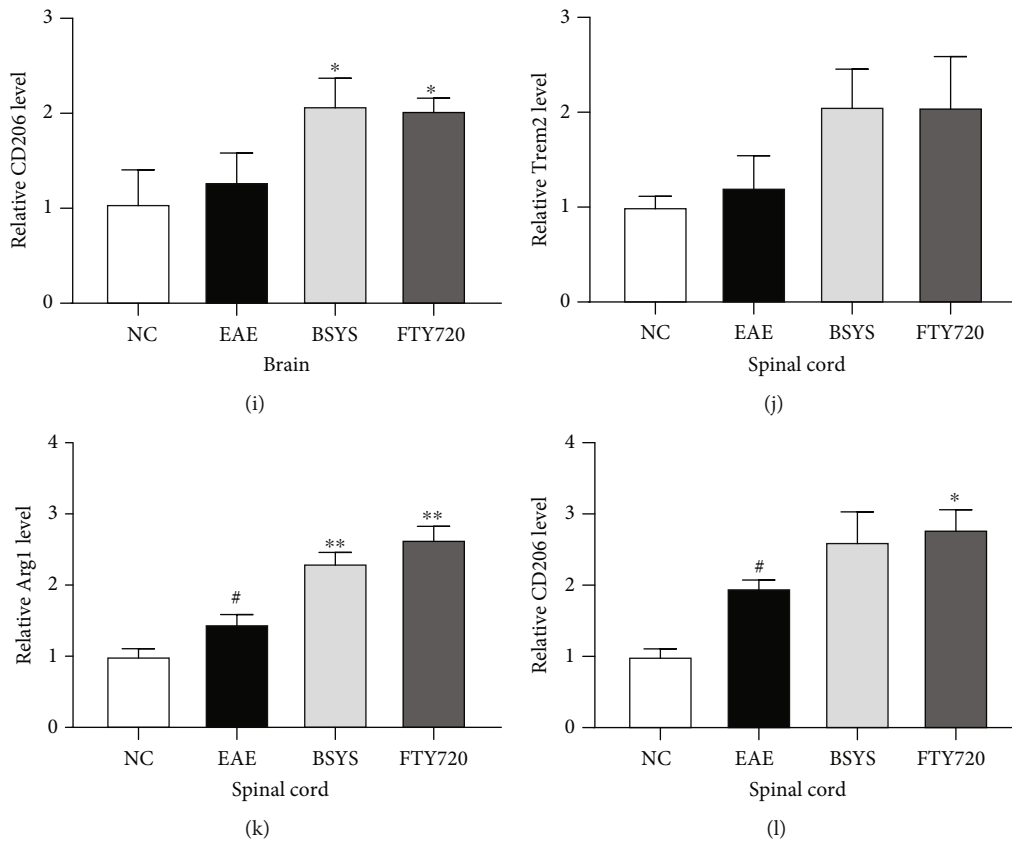 Relative CD206 level
3
2
1
0
*
*
NC
EAE
BSYS
FTY720
Brain
(i)
Relative Trem2 level
3
2
1
0
NC
EAE
BSYS
FTY720
Spinal cord
(j)
Relative Arg1 level
4
3
2
1
0
#
**
**
NC
EAE
BSYS
FTY720
Spinal cord
(k)
Relative CD206 level
4
3
2
1
0
#
*
NC
EAE
BSYS
FTY720
Spinal cord
(l)